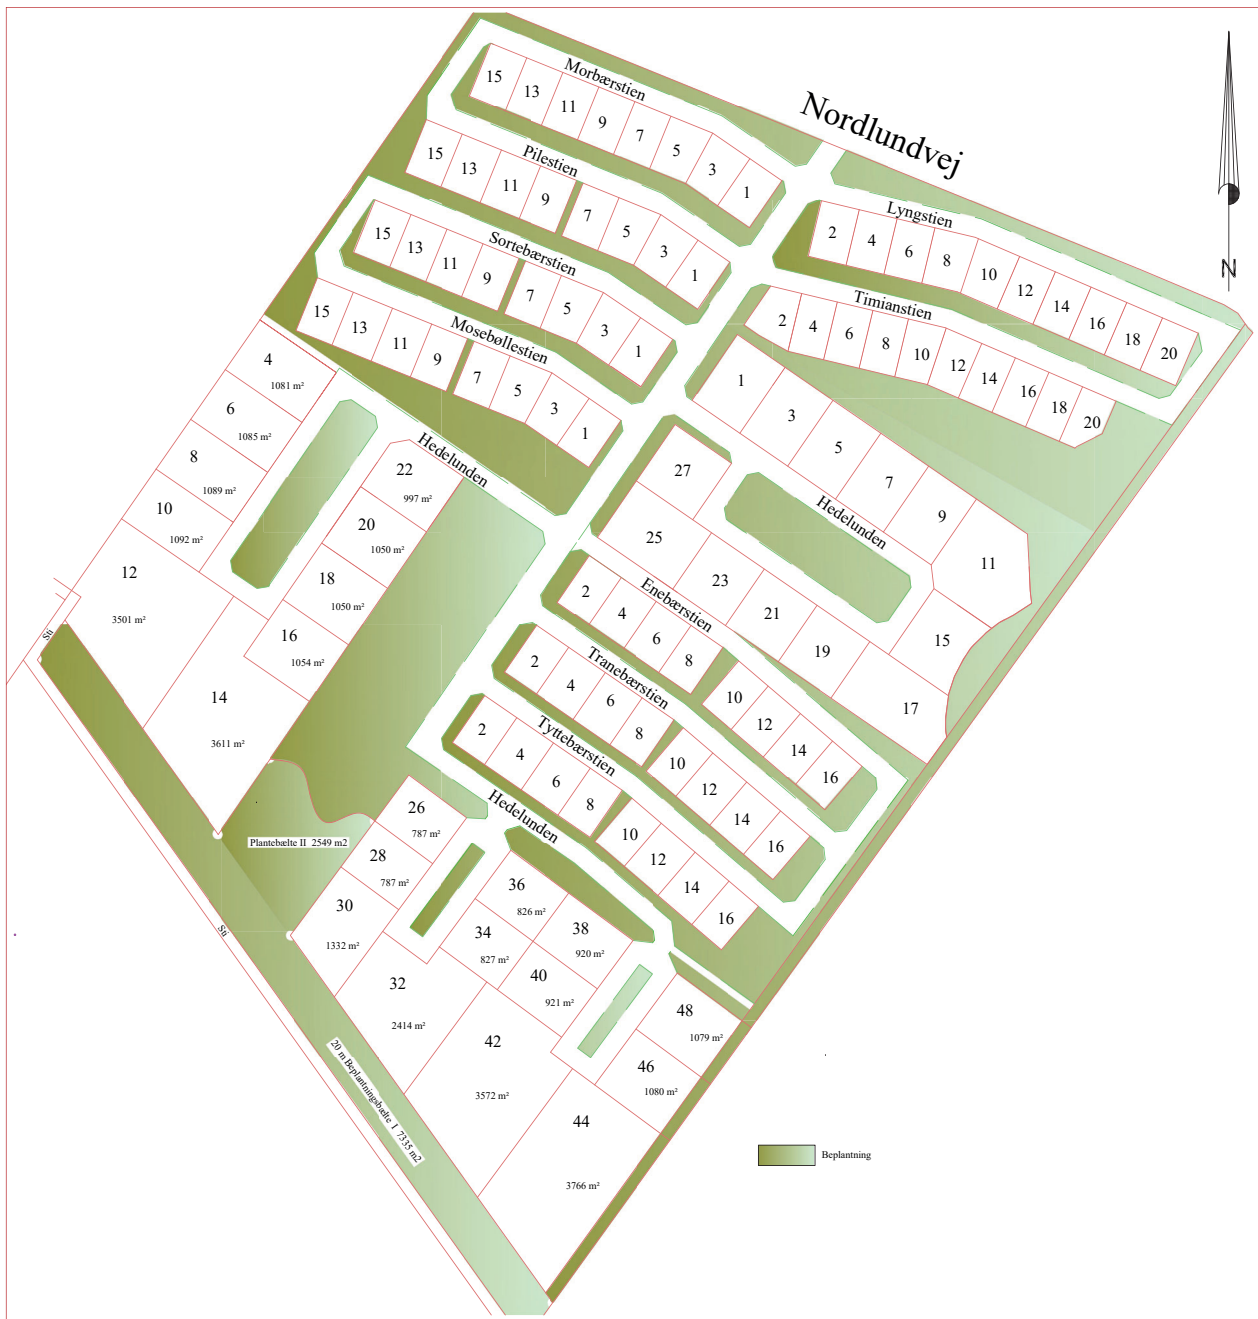 Nordlundvej
N
Morbærstien
15
13
11
9
7
5
3
1
Pilestien
15
13
11
9
7
5
3
1
Sortebærstien
15
13
11
9
7
5
3
1
Mosebøllestien
15
13
11
9
7
5
3
1
Lyngstien
2
4
6
8
10
12
14
16
18
20
Timianstien
2
4
6
8
10
12
14
16
18
20
Hedelunden
1
3
5
7
9
11
15
17
19
21
23
25
27
Hedelunden
4
1081 m²
6
1085 m²
8
1089 m²
10
1092 m²
12
3501 m²
14
3611 m²
16
1054 m²
18
1050 m²
20
1050 m²
22
997 m²
Enebærstien
2
4
6
8
10
12
14
16
Tranebærstien
2
4
6
8
10
12
14
16
Tyttebærstien
2
4
6
8
10
12
14
16
Hedelunden
26
787 m²
28
787 m²
30
1332 m²
32
2414 m²
34
827 m²
36
826 m²
38
920 m²
40
921 m²
42
3572 m²
44
3766 m²
46
1080 m²
48
1079 m²
Sti
Sti
Plantebælte II 2549 m2
20 m Beplantningsbælte I 7335 m2
Beplantning